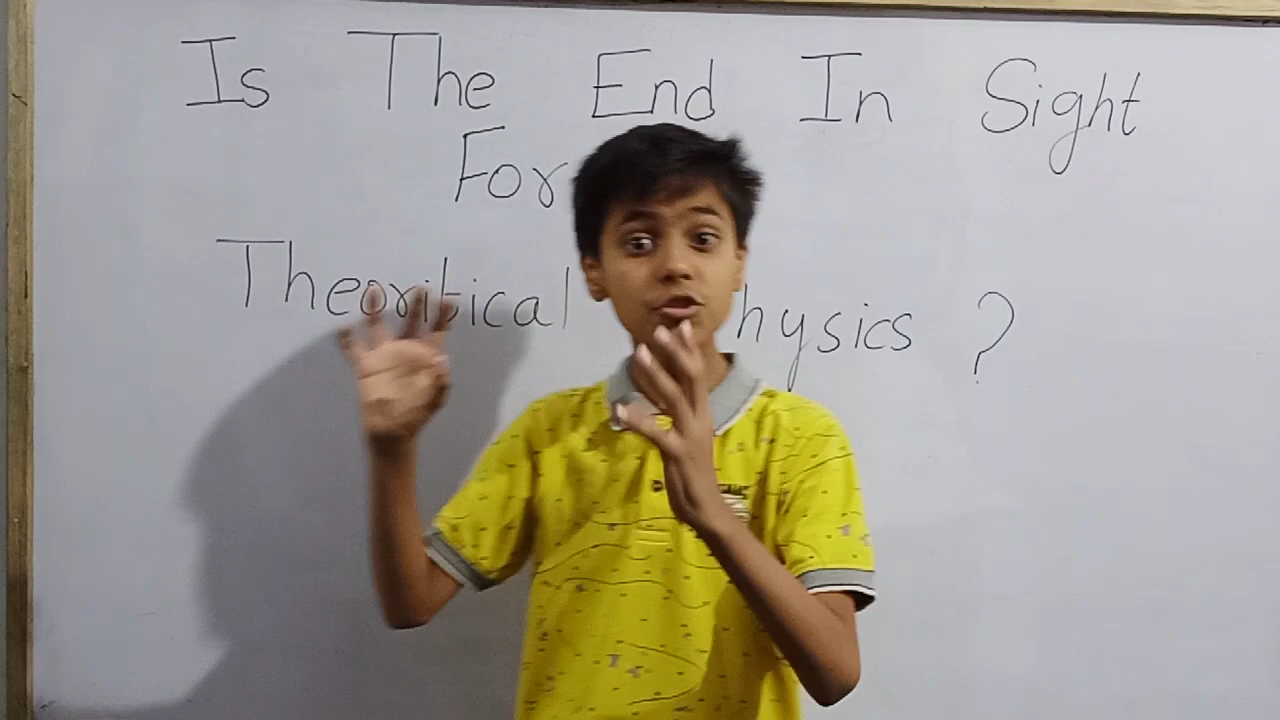 Is The End In Sight
For
Theoritical hysics ?